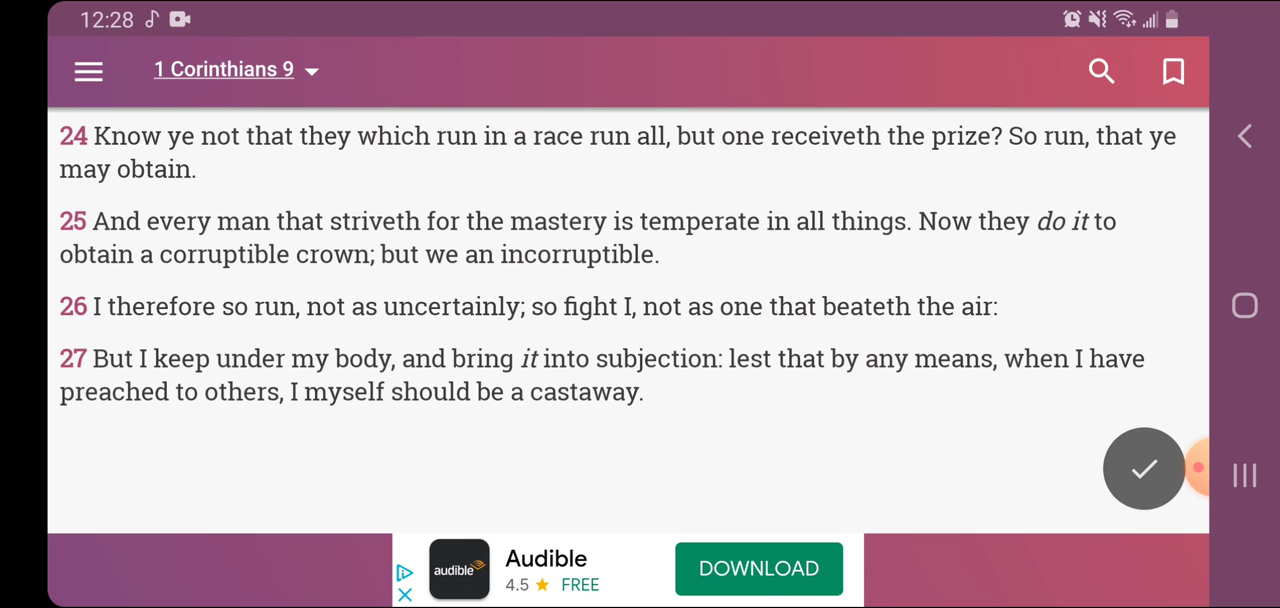 12:28
1 Corinthians 9
24 Know ye not that they which run in a race run all, but one receiveth the prize? So run, that ye
may obtain.
25 And every man that striveth for the mastery is temperate in all things. Now they do it to
obtain a corruptible crown; but we an incorruptible.
26 I therefore so run, not as uncertainly; so fight I, not as one that beateth the air:
27 But I keep under my body, and bring it into subjection: lest that by any means, when I have
preached to others, I myself should be a castaway.
audible
Audible
4.5 ★ FREE
DOWNLOAD